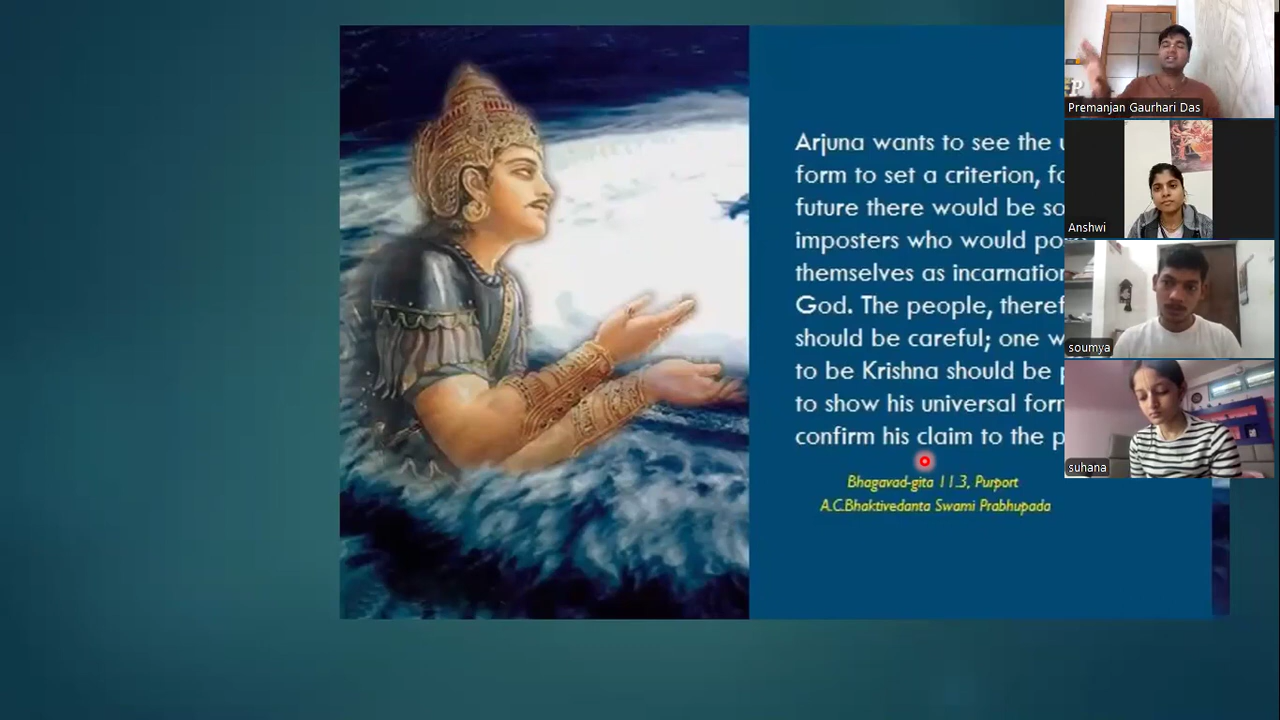 Arjuna wants to see the
form to set a criterion,
future there would be
imposters who would
themselves as
God. The people,
should be careful; one
to be Krishna should be
to show his universal
confirm his claim to the
Bhagavad-gita 11.3, Purport
A.C.Bhaktivedanta Swami Prabhupada
Premanjan Gaurhari Das
Anshwi
soumya
suhana